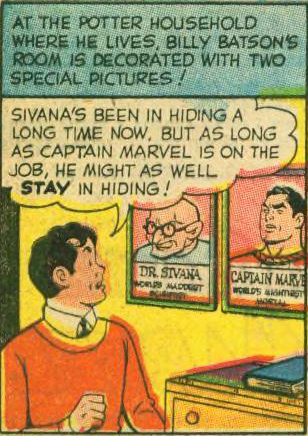 AT THE POTTER HOUSEHOLD
WHERE HE LIVES, BILLY BATSON'S
ROOM IS DECORATED WITH TWO
SPECIAL PICTURES!
SIVANA'S BEEN IN HIDING A
LONG TIME NOW, BUT AS LONG
AS CAPTAIN MARVEL IS ON THE
JOB, HE MIGHT AS WELL
STAY IN HIDING!
DR. SIVANA
WORLD'S MADDEST
SCIENTIST
CAPTAIN MARVE
WORLD'S MIGHTIEST
MORTAL